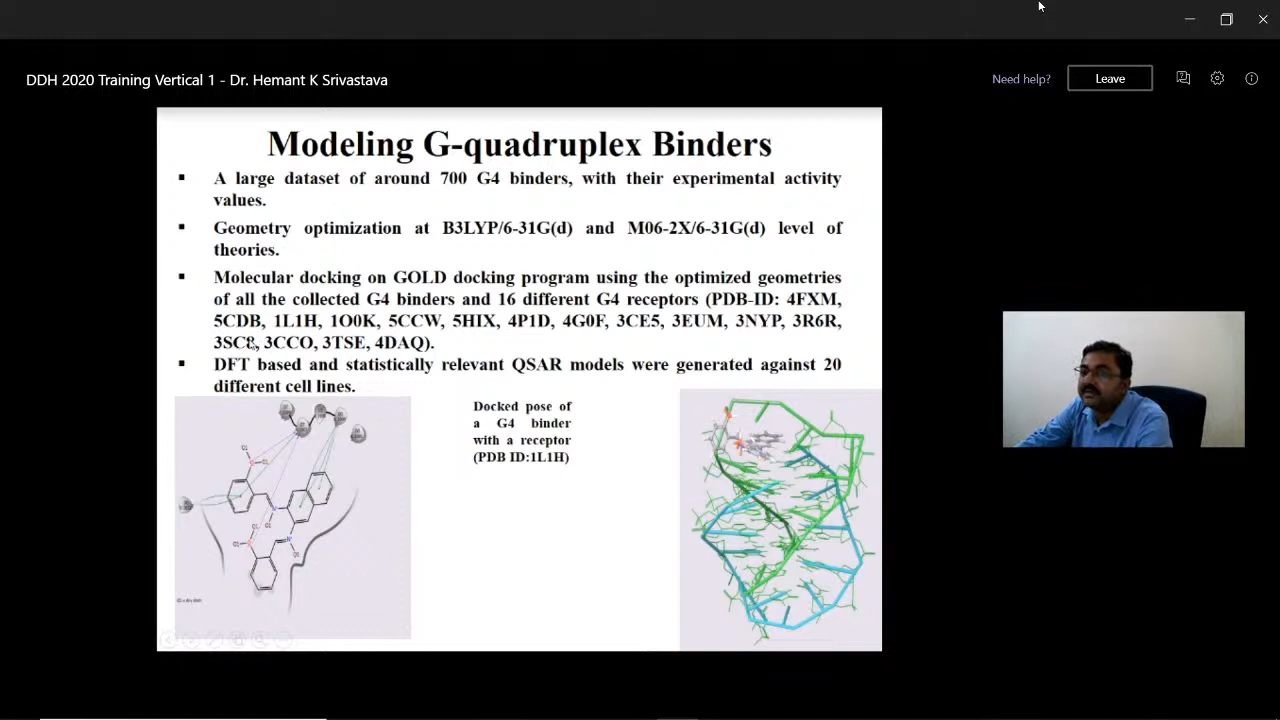 DDH 2020 Training Vertical 1 - Dr. Hemant K Srivastava
Need help?
Leave
Modeling G-quadruplex Binders
A large dataset of around 700 G4 binders, with their experimental activity
values.
Geometry optimization at B3LYP/6-31G(d) and M06-2X/6-31G(d) level of
theories.
Molecular docking on GOLD docking program using the optimized geometries
of all the collected G4 binders and 16 different G4 receptors (PDB-ID: 4FXM,
5CDB, 1L1H, 1O0K, 5CCW, 5HIX, 4P1D, 4G0F, 3CE5, 3EUM, 3NYP, 3R6R,
3SC8, 3CCO, 3TSE, 4DAQ).
DFT based and statistically relevant QSAR models were generated against 20
different cell lines.
Docked pose of
a G4 binder
with a receptor
(PDB ID:1L1H)